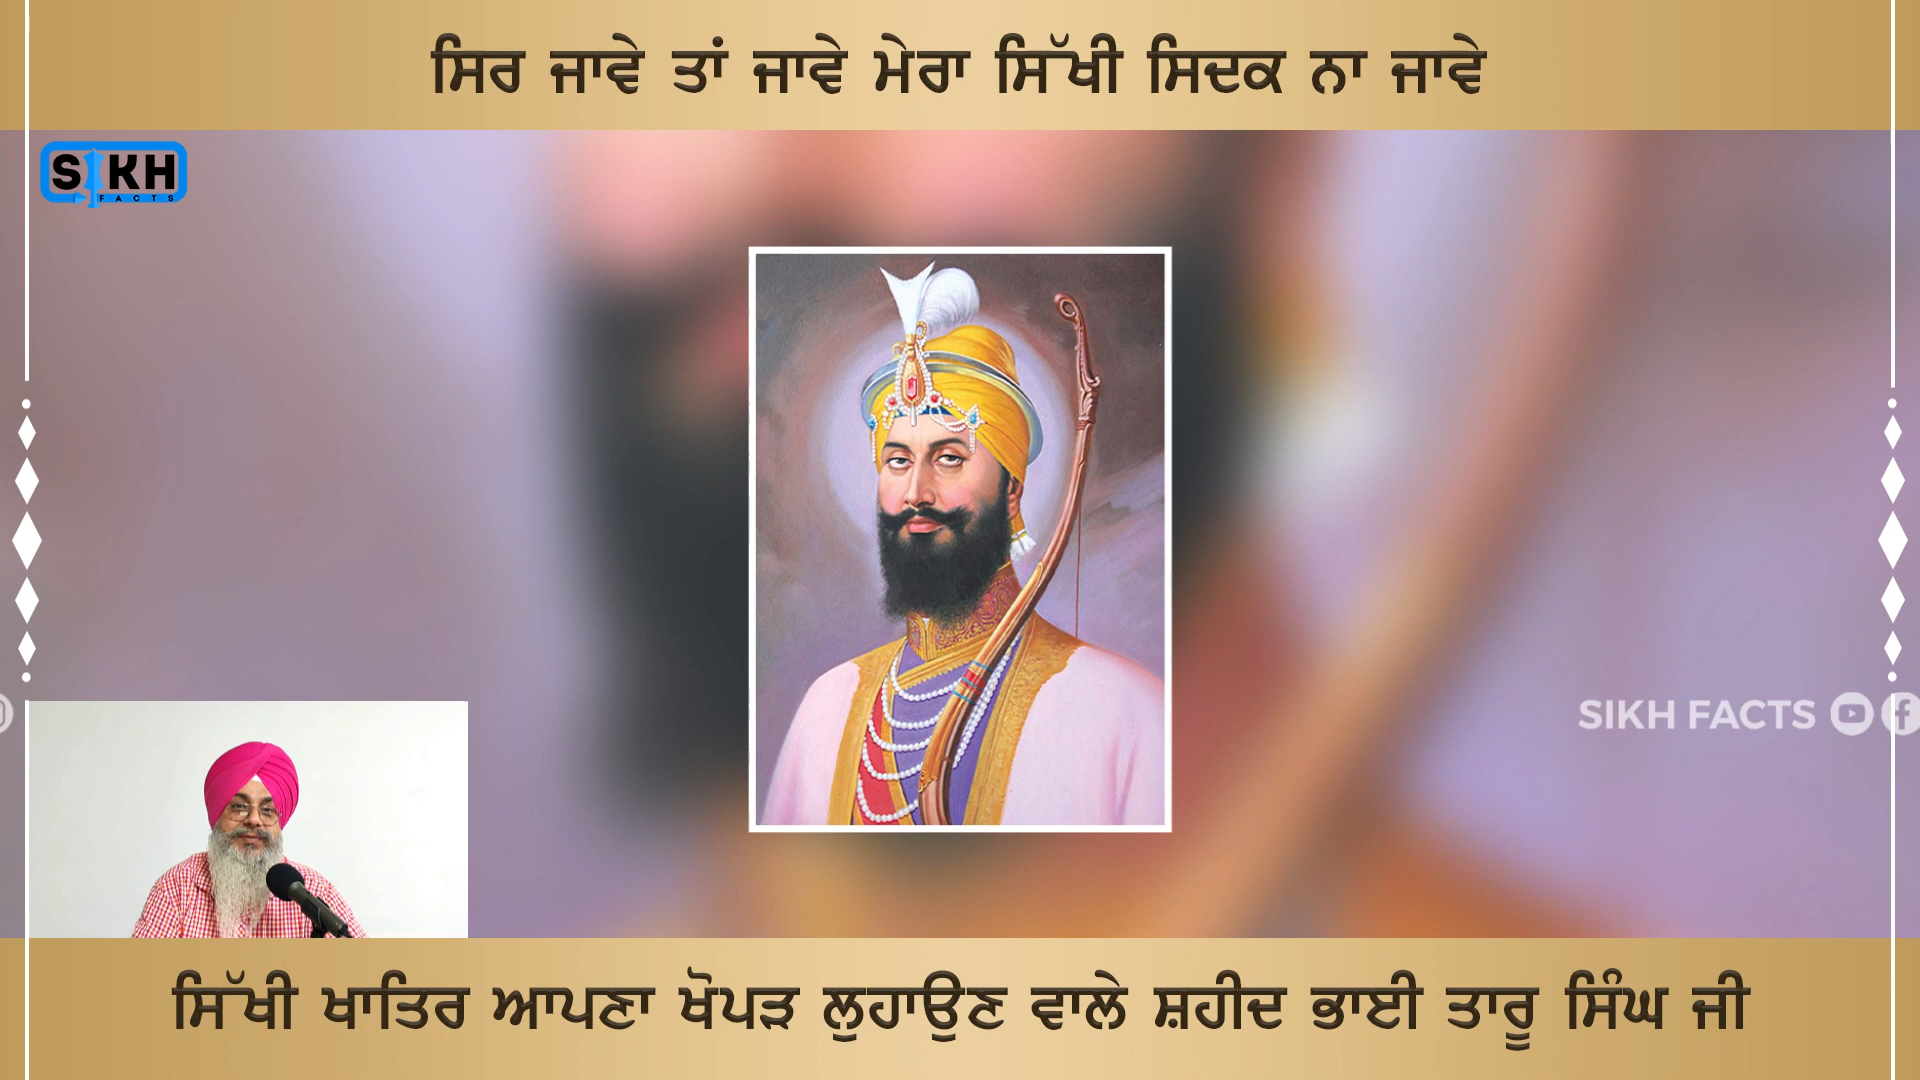 ਸਿਰ ਜਾਵੇ ਤਾਂ ਜਾਵੇ ਮੇਰਾ ਸਿੱਖੀ ਸਿਦਕ ਨਾ ਜਾਵੇ
SIKH
FACTS
SIKH FACTS
ਸਿੱਖੀ ਖਾਤਿਰ ਆਪਣਾ ਖੋਪੜ ਲੁਹਾਉਣ ਵਾਲੇ ਸ਼ਹੀਦ ਭਾਈ ਤਾਰੂ ਸਿੰਘ ਜੀ